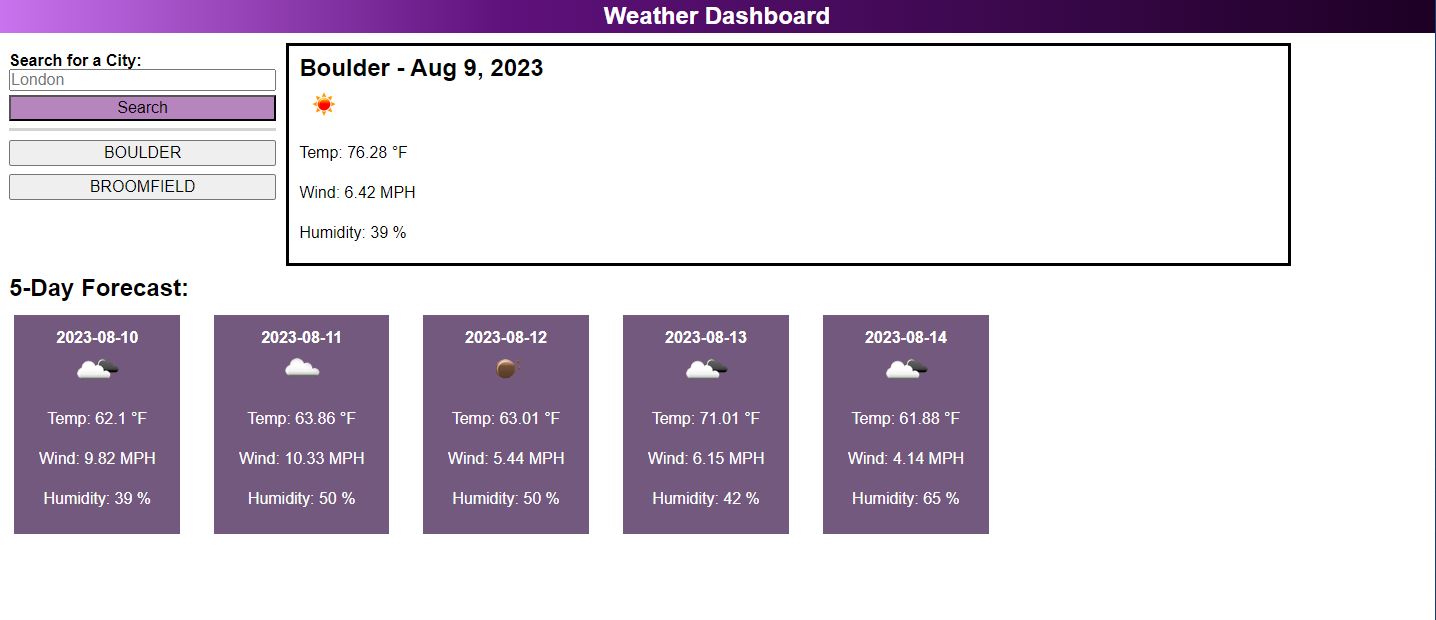 Weather Dashboard
Search for a City:
London
Search
BOULDER
BROOMFIELD
Boulder - Aug 9, 2023
Temp: 76.28 °F
Wind: 6.42 MPH
Humidity: 39 %
5-Day Forecast:
2023-08-10
Temp: 62.1 °F
Wind: 9.82 MPH
Humidity: 39 %
2023-08-11
Temp: 63.86 °F
Wind: 10.33 MPH
Humidity: 50 %
2023-08-12
Temp: 63.01 °F
Wind: 5.44 MPH
Humidity: 50 %
2023-08-13
Temp: 71.01 °F
Wind: 6.15 MPH
Humidity: 42 %
2023-08-14
Temp: 61.88 °F
Wind: 4.14 MPH
Humidity: 65 %